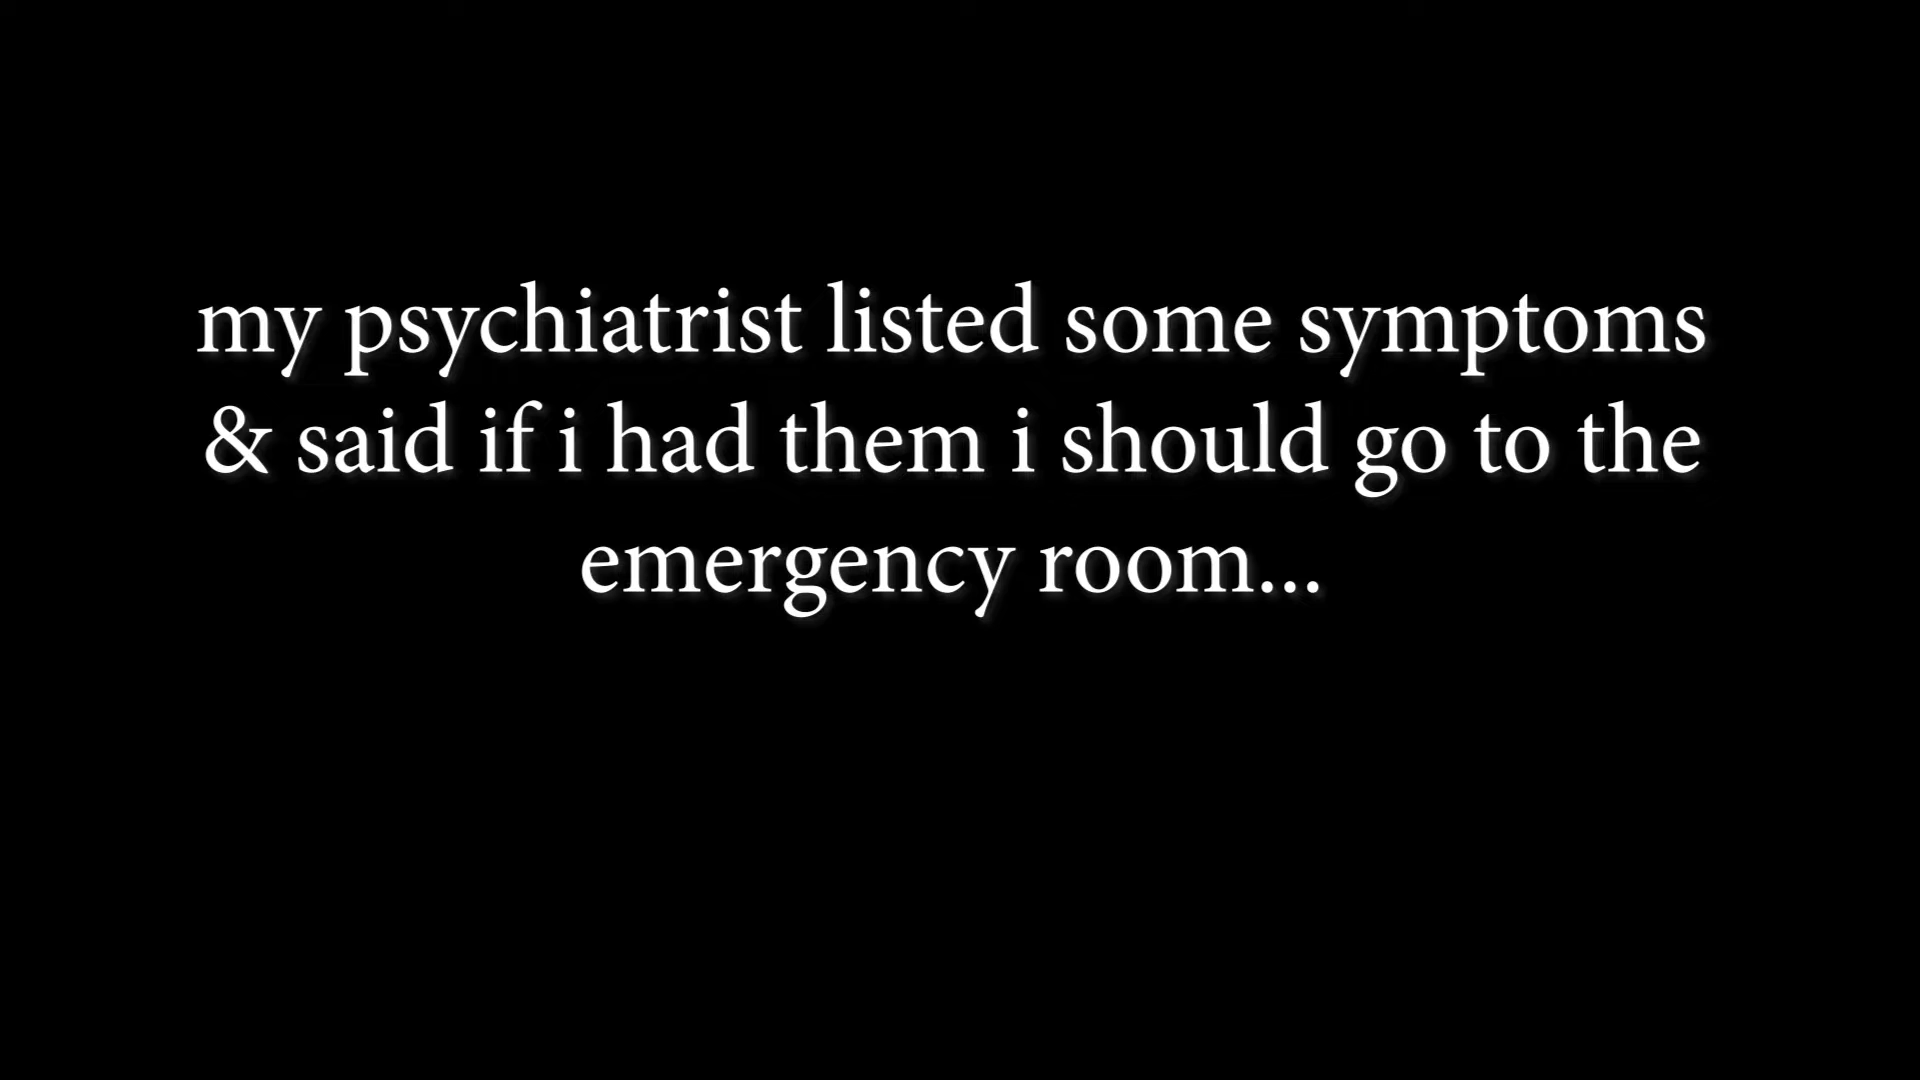 my psychiatrist listed some symptoms
& said if i had them i should go to the
emergency room...